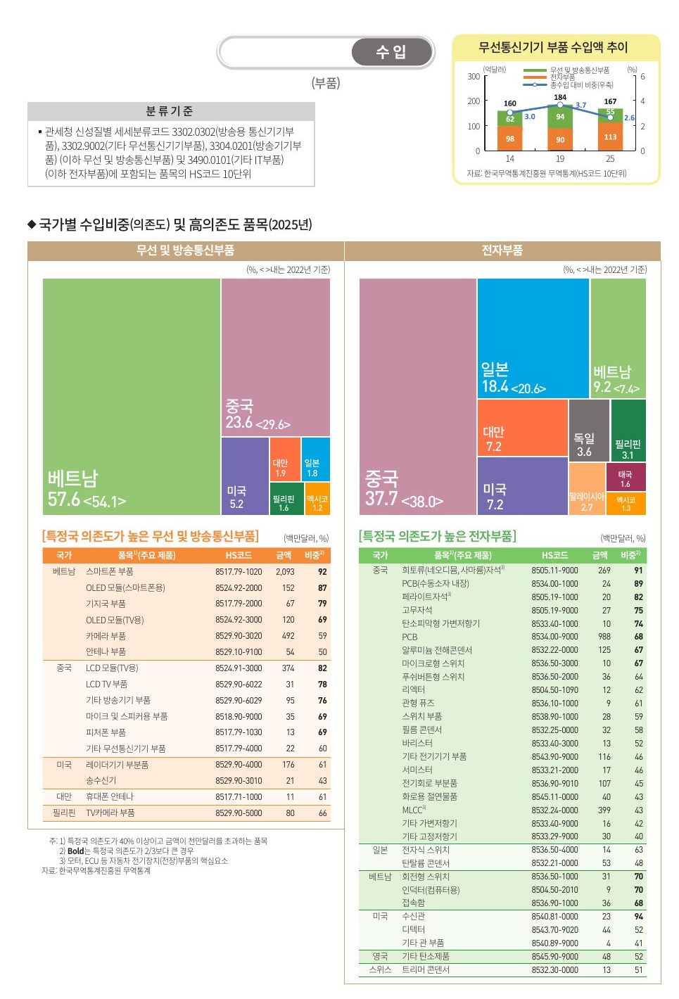 수 입
(부품)
분 류 기 준
▪ 관세청 신성질별 세세분류코드 3302.0302(방송용 통신기기부
품), 3302.9002(기타 무선통신기기부품), 3304.0201(방송기기부
품) (이하 무선 및 방송통신부품) 및 3490.0101(기타 IT부품)
(이하 전자부품)에 포함되는 품목의 HS코드 10단위
무선통신기기 부품 수입액 추이
(억달러) (%)
무선 및 방송통신부품
전자부품
총수입 대비 비중(우축)
300 6
200 4
100 2
0 0
160 184 167
62 94 55
98 90 113
3.0 3.7 2.6
14 19 25
자료: 한국무역통계진흥원 무역통계(HS코드 10단위)
◆ 국가별 수입비중(의존도) 및 高의존도 품목(2025년)
무선 및 방송통신부품
(%, < >내는 2022년 기준)
베트남
57.6 <54.1>
중국
23.6 <29.6>
미국
5.2
대만
1.9
일본
1.8
필리핀
1.6
멕시코
1.2
[특정국 의존도가 높은 무선 및 방송통신부품] (백만달러, %)
국가 품목1)(주요 제품) HS코드 금액 비중2)
베트남 스마트폰 부품 8517.79-1020 2,093 92
OLED 모듈(스마트폰용) 8524.92-2000 152 87
기지국 부품 8517.79-2000 67 79
OLED 모듈(TV용) 8524.92-3000 120 69
카메라 부품 8529.90-3020 492 59
안테나 부품 8529.10-9100 54 50
중국 LCD 모듈(TV용) 8524.91-3000 374 82
LCD TV 부품 8529.90-6022 31 78
기타 방송기기 부품 8529.90-6029 95 76
마이크 및 스피커용 부품 8518.90-9000 35 69
피처폰 부품 8517.79-1030 13 69
기타 무선통신기기 부품 8517.79-4000 22 60
미국 레이더기기 부분품 8529.90-4000 176 61
송수신기 8529.90-3010 21 43
대만 휴대폰 안테나 8517.71-1000 11 61
필리핀 TV카메라 부품 8529.90-5000 80 66
주: 1) 특정국 의존도가 40% 이상이고 금액이 천만달러를 초과하는 품목
2) Bold는 특정국 의존도가 2/3보다 큰 경우
3) 모터, ECU 등 자동차 전기장치(전장)부품의 핵심요소
자료: 한국무역통계진흥원 무역통계
전자부품
(%, < >내는 2022년 기준)
중국
37.7 <38.0>
일본
18.4 <20.6>
베트남
9.2 <7.4>
대만
7.2
미국
7.2
독일
3.6
필리핀
3.1
말레이시아
2.7
태국
1.6
멕시코
1.3
[특정국 의존도가 높은 전자부품] (백만달러, %)
국가 품목1)(주요 제품) HS코드 금액 비중2)
중국 희토류(네오디뮴, 사마륨)자석3) 8505.11-9000 269 91
PCB(수동소자 내장) 8534.00-1000 24 89
페라이트자석3) 8505.19-1000 20 82
고무자석 8505.19-9000 27 75
탄소피막형 가변저항기 8533.40-1000 10 74
PCB 8534.00-9000 988 68
알루미늄 전해콘덴서 8532.22-0000 125 67
마이크로형 스위치 8536.50-3000 10 67
푸쉬버튼형 스위치 8536.50-2000 36 64
리엑터 8504.50-1090 12 62
관형 퓨즈 8536.10-1000 9 61
스위치 부품 8538.90-1000 28 59
필름 콘덴서 8532.25-0000 32 58
바리스터 8533.40-3000 13 52
기타 전기기기 부품 8543.90-9000 116 46
서미스터 8533.21-2000 17 46
전기회로 부분품 8536.90-9010 107 45
화로용 절연물품 8545.11-0000 40 43
MLCC3) 8532.24-0000 399 43
기타 가변저항기 8533.40-9000 16 42
기타 고정저항기 8533.29-9000 30 40
일본 전자식 스위치 8536.50-4000 14 63
탄탈륨 콘덴서 8532.21-0000 53 48
베트남 회전형 스위치 8536.50-1000 31 70
인덕터(컴퓨터용) 8504.50-2010 9 70
접속함 8536.90-1000 36 68
미국 수신관 8540.81-0000 23 94
디텍터 8543.70-9020 44 52
기타 관 부품 8540.89-9000 4 41
영국 기타 탄소제품 8545.90-9000 48 52
스위스 트리머 콘덴서 8532.30-0000 13 51